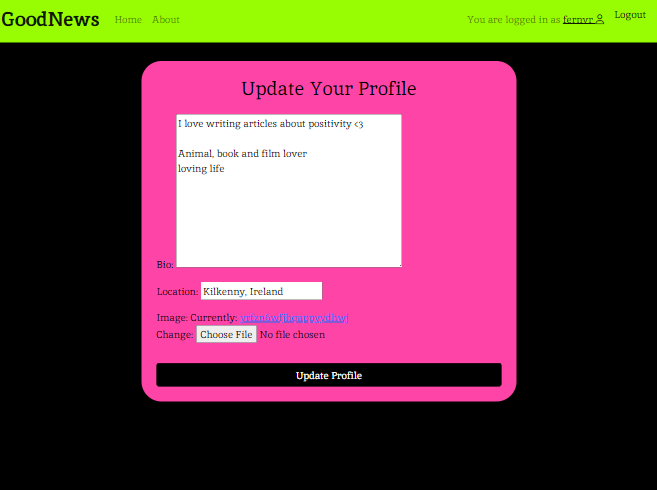 GoodNews Home About You are logged in as fernvr Logout
Update Your Profile
I love writing articles about positivity <3
Animal, book and film lover
loving life
Bio:
Location: Kilkenny, Ireland
Image: Currently:
Change: Choose File No file chosen
Update Profile